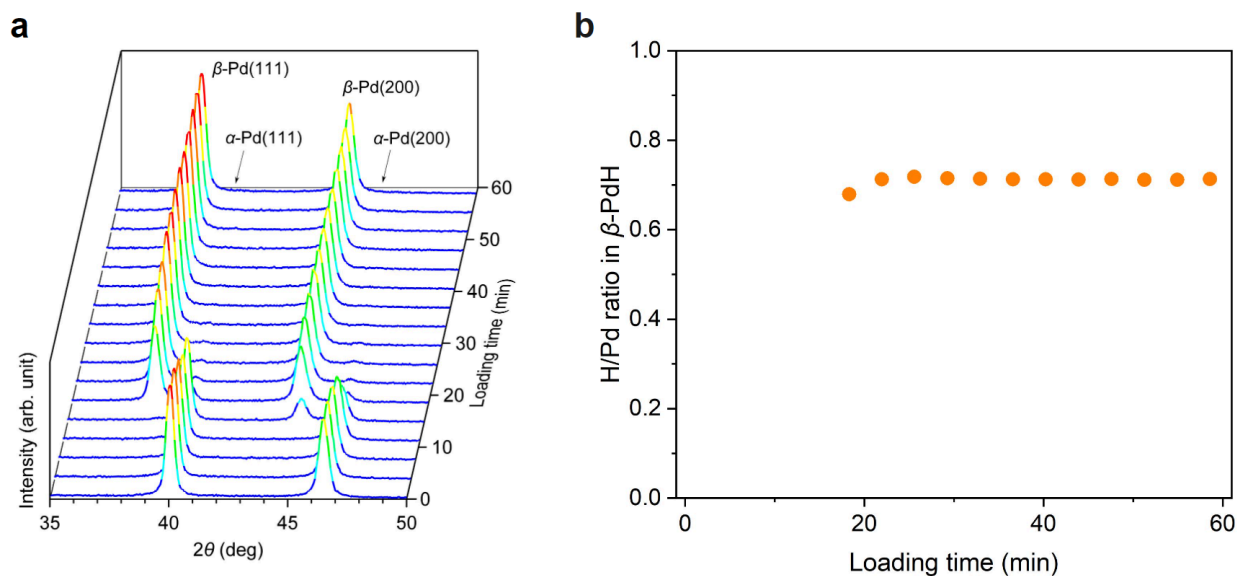 a
β-Pd(111)
β-Pd(200)
α-Pd(111)
α-Pd(200)
60
50
40
30
20
10
0
Loading time (min)
Intensity (arb. unit)
35
40
45
50
2θ (deg)
b
1.0
0.8
0.6
0.4
0.2
0.0
H/Pd ratio in β-PdH
0
20
40
60
Loading time (min)